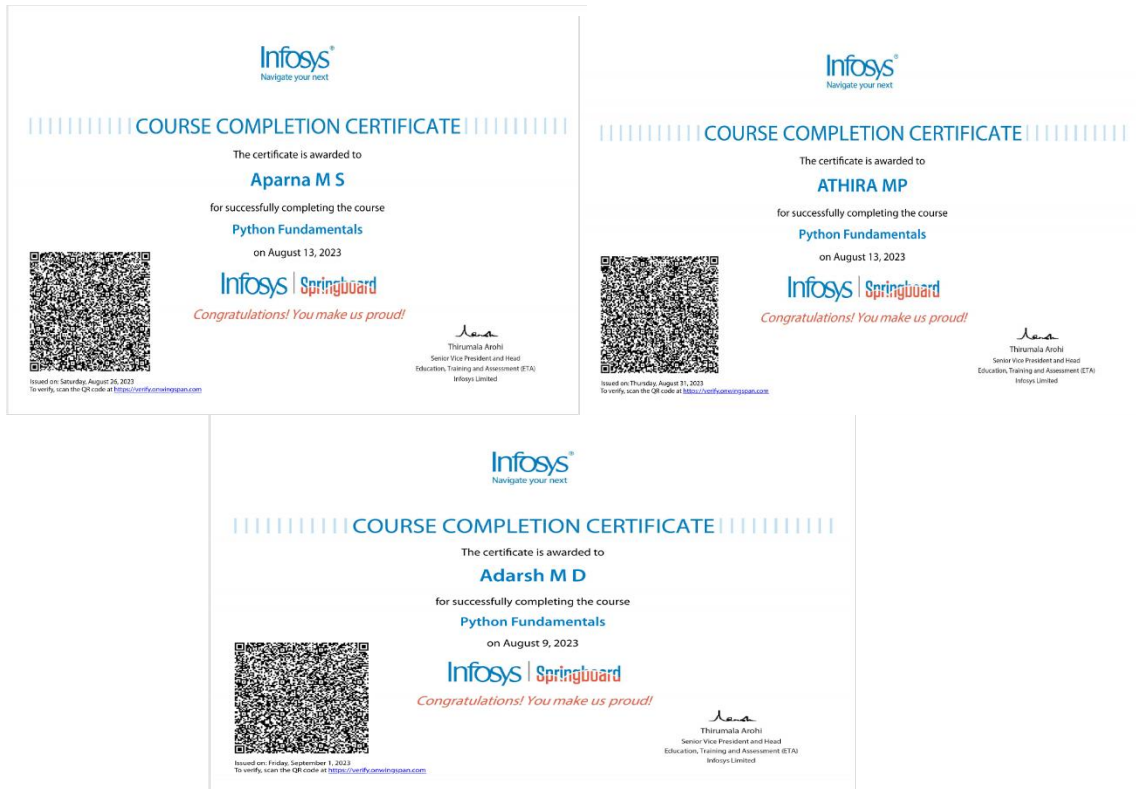 Infosys®
Navigate your next
COURSE COMPLETION CERTIFICATE
The certificate is awarded to
Aparna M S
for successfully completing the course
Python Fundamentals
on August 13, 2023
Infosys | Springboard
Congratulations! You make us proud!
Thirumala Arohi
Senior Vice President and Head
Education, Training and Assessment (ETA)
Infosys Limited
Issued on: Saturday, August 26, 2023
To verify, scan the QR code at https://verify.onwingspan.com
Infosys®
Navigate your next
COURSE COMPLETION CERTIFICATE
The certificate is awarded to
ATHIRA MP
for successfully completing the course
Python Fundamentals
on August 13, 2023
Infosys | Springboard
Congratulations! You make us proud!
Thirumala Arohi
Senior Vice President and Head
Education, Training and Assessment (ETA)
Infosys Limited
Issued on: Thursday, August 31, 2023
To verify, scan the QR code at https://verify.onwingspan.com
Infosys®
Navigate your next
COURSE COMPLETION CERTIFICATE
The certificate is awarded to
Adarsh M D
for successfully completing the course
Python Fundamentals
on August 9, 2023
Infosys | Springboard
Congratulations! You make us proud!
Thirumala Arohi
Senior Vice President and Head
Education, Training and Assessment (ETA)
Infosys Limited
Issued on: Friday, September 1, 2023
To verify, scan the QR code at https://verify.onwingspan.com